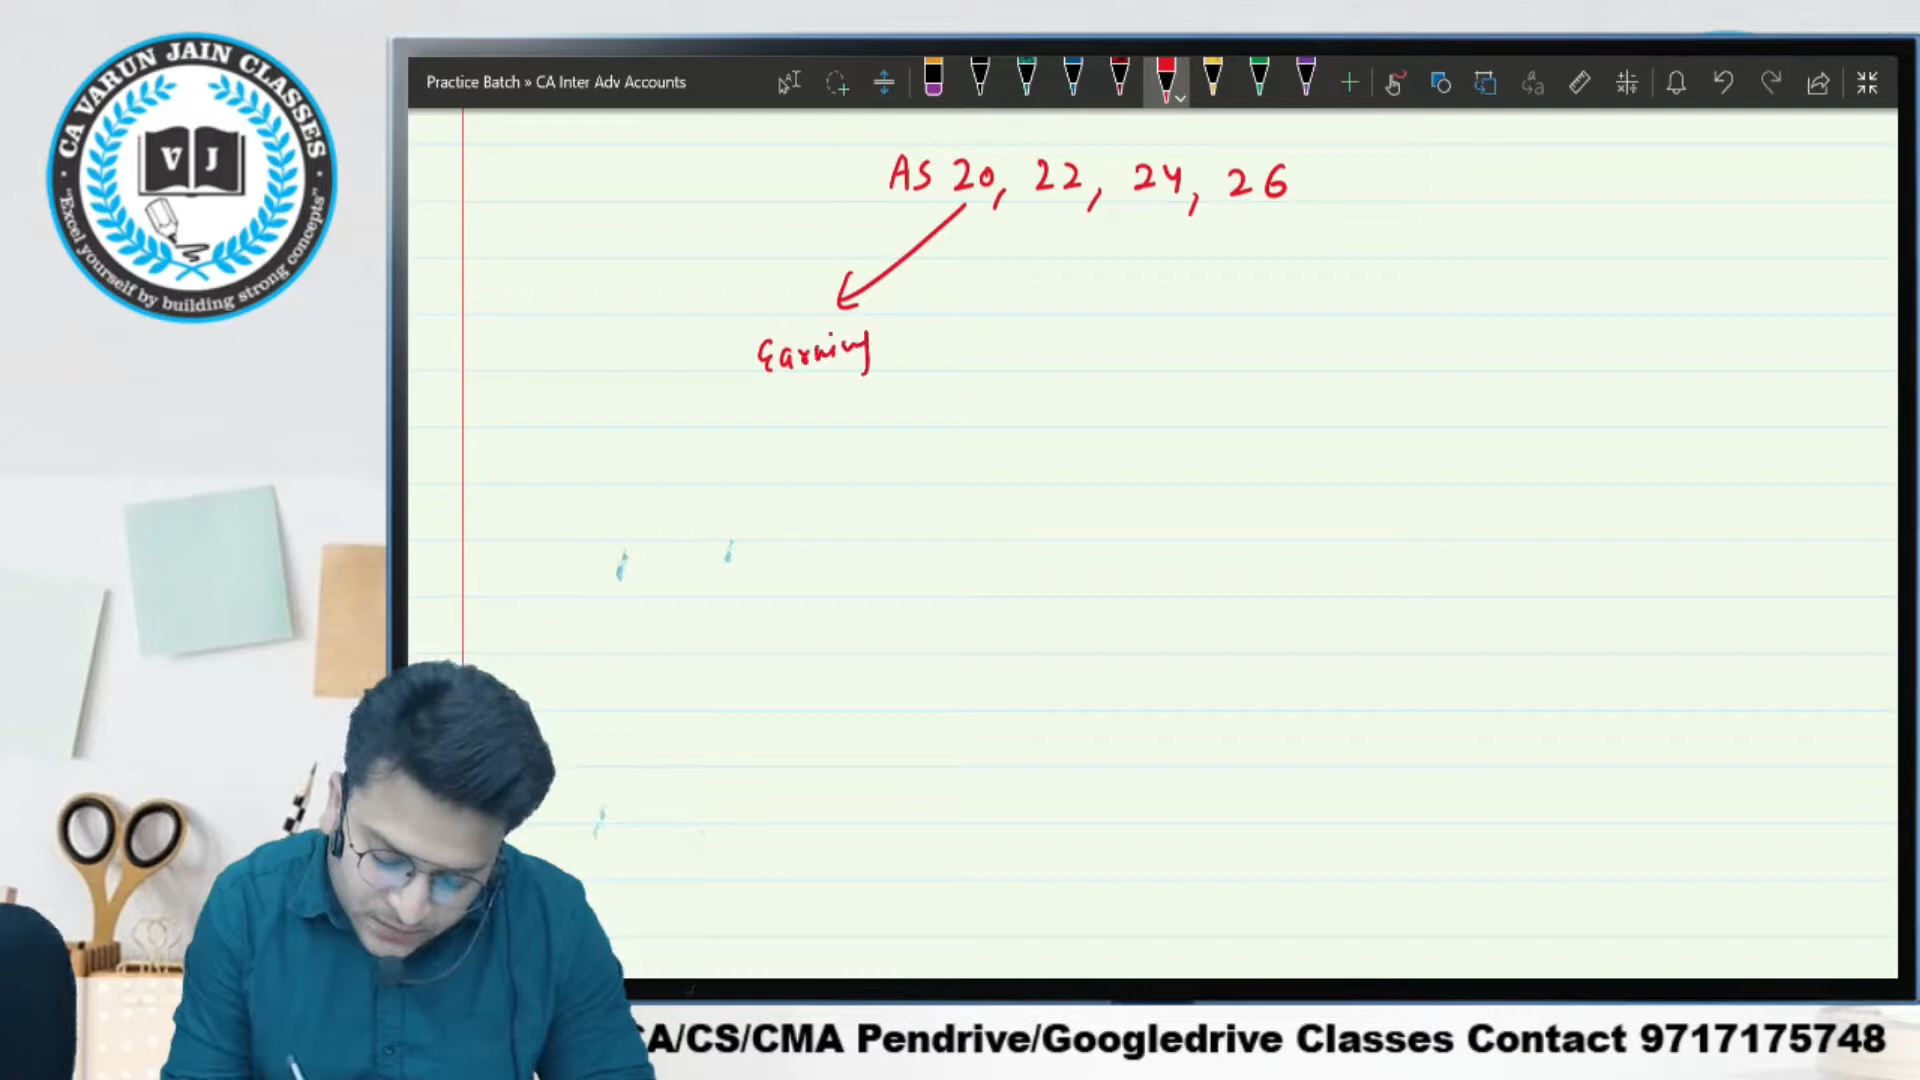 CA VARUN JAIN CLASSES
V J
"Excel yourself by building strong concepts"
Practice Batch » CA Inter Adv Accounts
AS 20, 22, 24, 26
Earning
A/CS/CMA Pendrive/Googledrive Classes Contact 9717175748